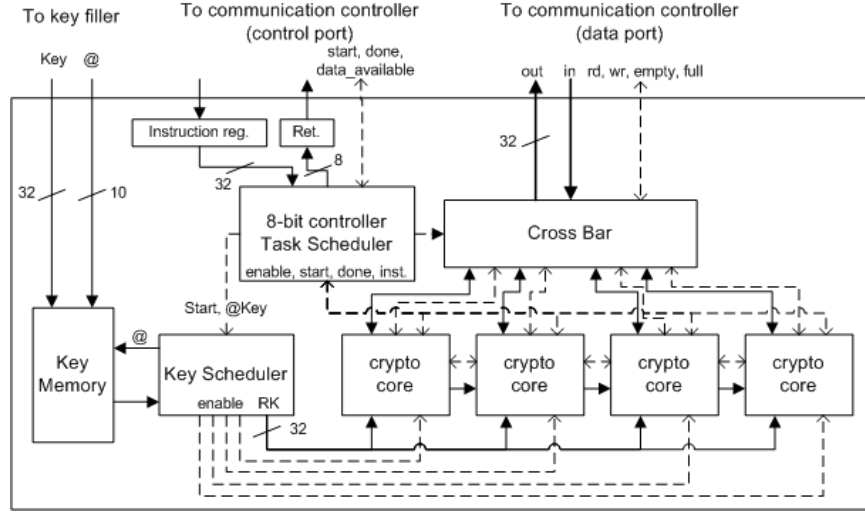 To key filler
To communication controller
(control port)
To communication controller
(data port)
Key
@
start, done,
data_available
out
in
rd, wr, empty, full
Instruction reg.
Ret.
32
8
32
32
10
8-bit controller
Task Scheduler
enable, start, done, inst.
Cross Bar
Start, @Key
Key
Memory
@
Key Scheduler
enable
RK
32
crypto
core
crypto
core
crypto
core
crypto
core